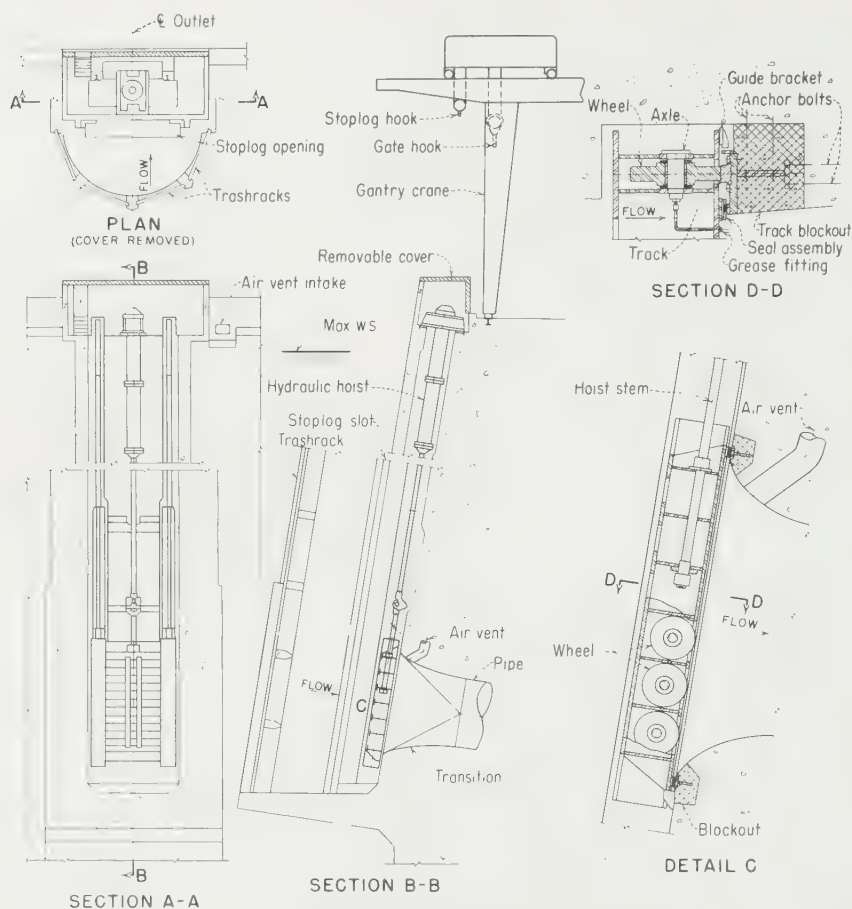 ℄ Outlet
A
A
Stoplog opening
FLOW
Trashracks
PLAN
(COVER REMOVED)
Stoplog hook
Gate hook
Gantry crane
Guide bracket
Anchor bolts
Wheel
Axle
FLOW
Track
Track blockout
Seal assembly
Grease fitting
SECTION D-D
B
Air vent intake
Removable cover
Max WS
Hydraulic hoist
Stoplog slot
Trashrack
Air vent
Pipe
FLOW
C
Transition
B
SECTION A-A
SECTION B-B
Hoist stem
Air vent
D
D
FLOW
Wheel
Blockout
DETAIL C